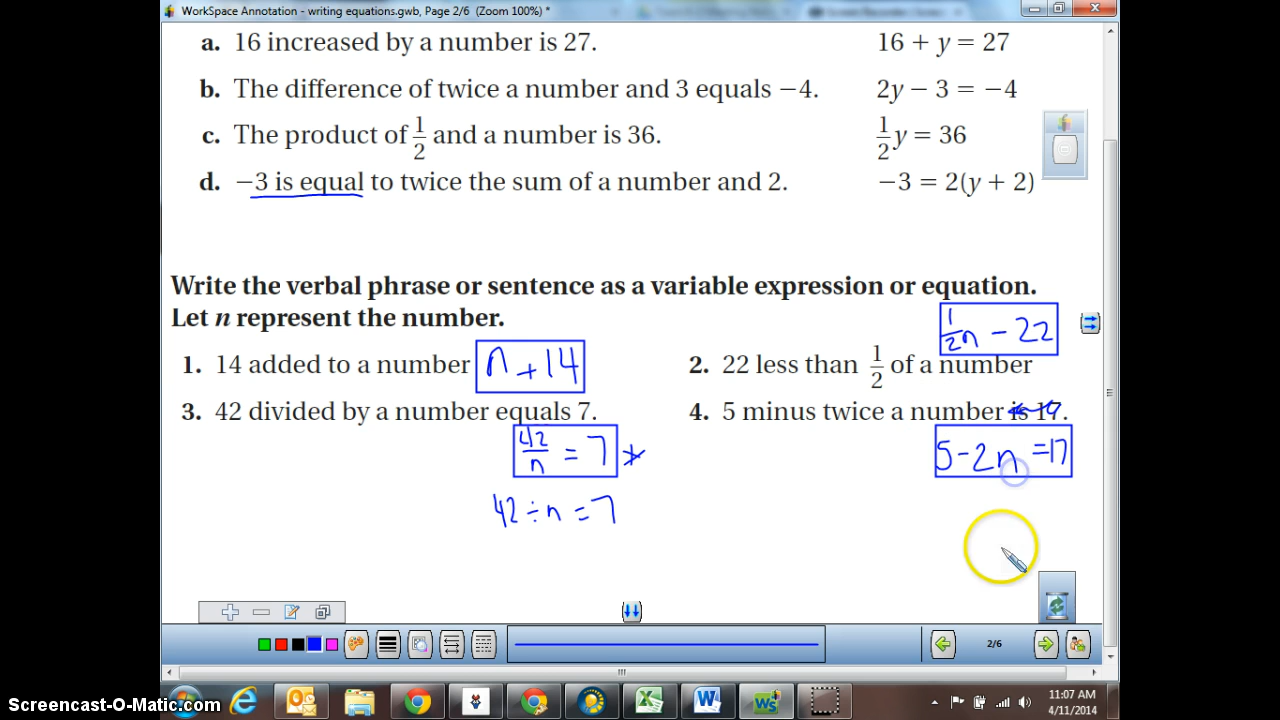 WorkSpace Annotation - writing equations.gwb, Page 2/6 (Zoom 100%) *
a. 16 increased by a number is 27. 16 + y = 27
b. The difference of twice a number and 3 equals −4. 2y − 3 = −4
c. The product of 1/2 and a number is 36. 1/2 y = 36
d. −3 is equal to twice the sum of a number and 2. −3 = 2(y + 2)
Write the verbal phrase or sentence as a variable expression or equation.
Let n represent the number.
1/2 n − 22
1. 14 added to a number n + 14
2. 22 less than 1/2 of a number
3. 42 divided by a number equals 7.
4. 5 minus twice a number is 17.
42/n = 7
5 − 2n = 17
42 ÷ n = 7
2/6
11:07 AM
4/11/2014
Screencast-O-Matic.com